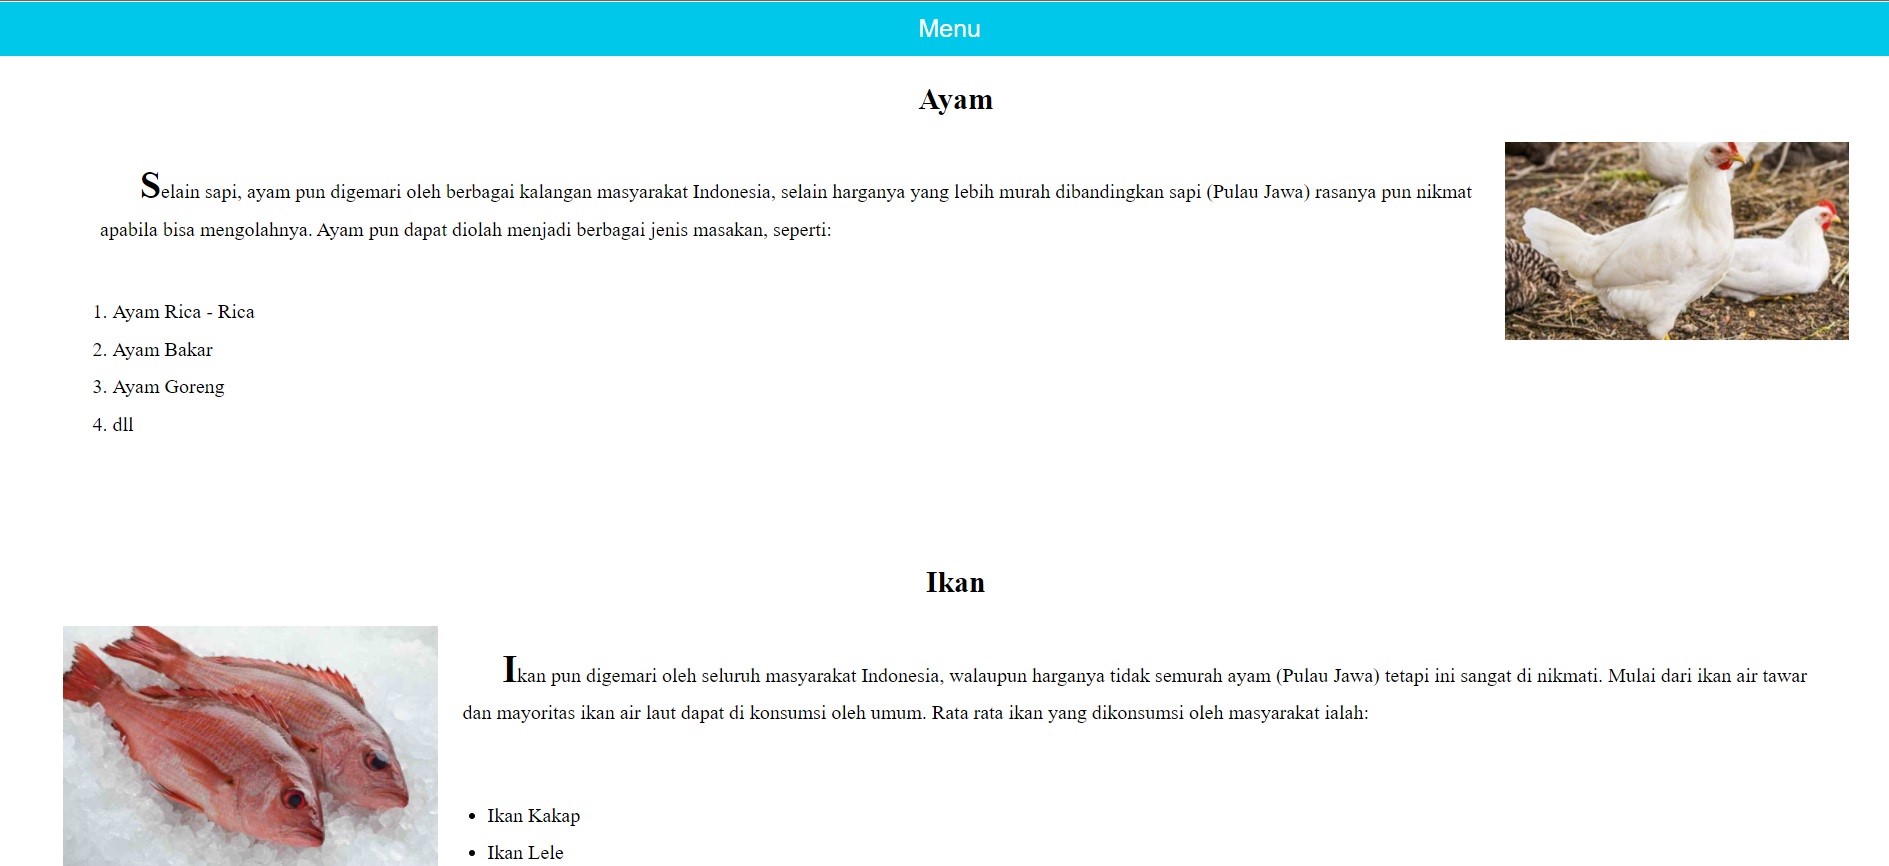 Menu
Ayam
Selain sapi, ayam pun digemari oleh berbagai kalangan masyarakat Indonesia, selain harganya yang lebih murah dibandingkan sapi (Pulau Jawa) rasanya pun nikmat
apabila bisa mengolahnya. Ayam pun dapat diolah menjadi berbagai jenis masakan, seperti:
1. Ayam Rica - Rica
2. Ayam Bakar
3. Ayam Goreng
4. dll
Ikan
Ikan pun digemari oleh seluruh masyarakat Indonesia, walaupun harganya tidak semurah ayam (Pulau Jawa) tetapi ini sangat di nikmati. Mulai dari ikan air tawar
dan mayoritas ikan air laut dapat di konsumsi oleh umum. Rata rata ikan yang dikonsumsi oleh masyarakat ialah:
• Ikan Kakap
• Ikan Lele